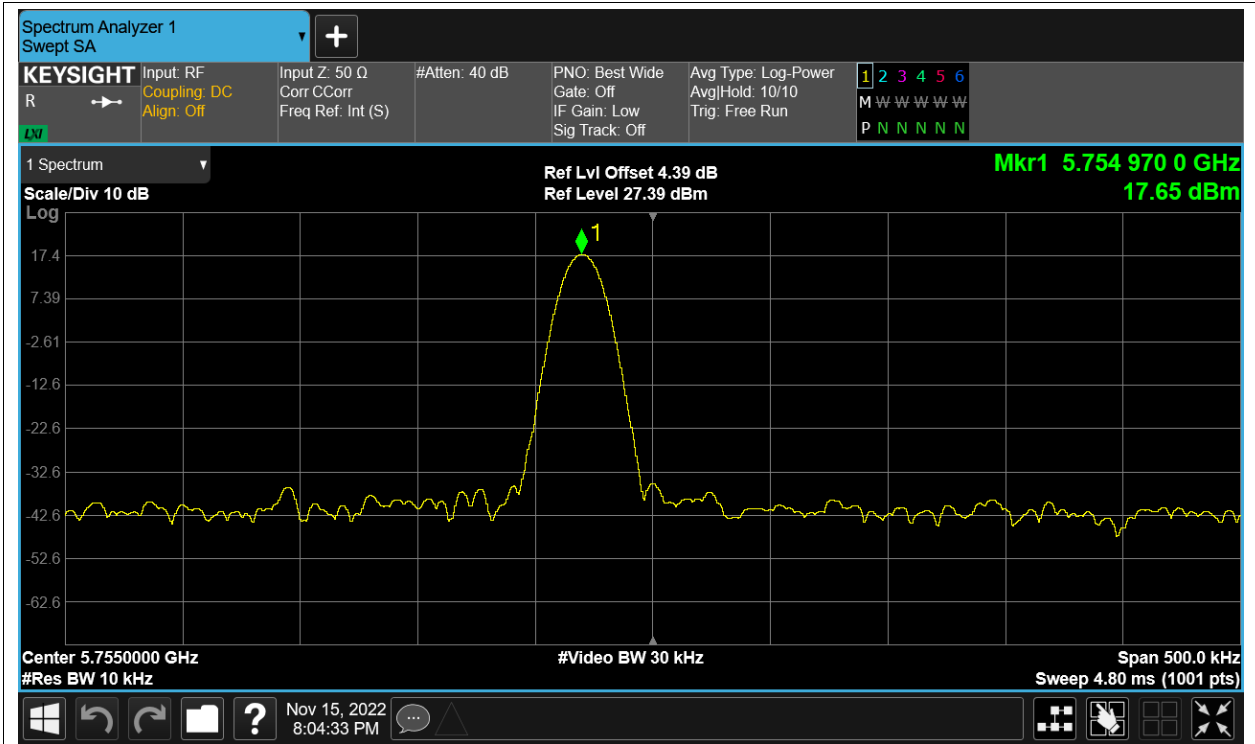 Spectrum Analyzer 1
Swept SA
KEYSIGHT
R
LXI
Input: RF
Coupling: DC
Align: Off
Input Z: 50 Ω
Corr CCorr
Freq Ref: Int (S)
#Atten: 40 dB
PNO: Best Wide
Gate: Off
IF Gain: Low
Sig Track: Off
Avg Type: Log-Power
Avg|Hold: 10/10
Trig: Free Run
1 2 3 4 5 6
M W W W W W W
P N N N N N
1 Spectrum
Scale/Div 10 dB
Ref Lvl Offset 4.39 dB
Ref Level 27.39 dBm
Mkr1 5.754 970 0 GHz
17.65 dBm
Log
1
17.4
7.39
-2.61
-12.6
-22.6
-32.6
-42.6
-52.6
-62.6
Center 5.7550000 GHz
#Video BW 30 kHz
Span 500.0 kHz
#Res BW 10 kHz
Sweep 4.80 ms (1001 pts)
?
Nov 15, 2022
8:04:33 PM